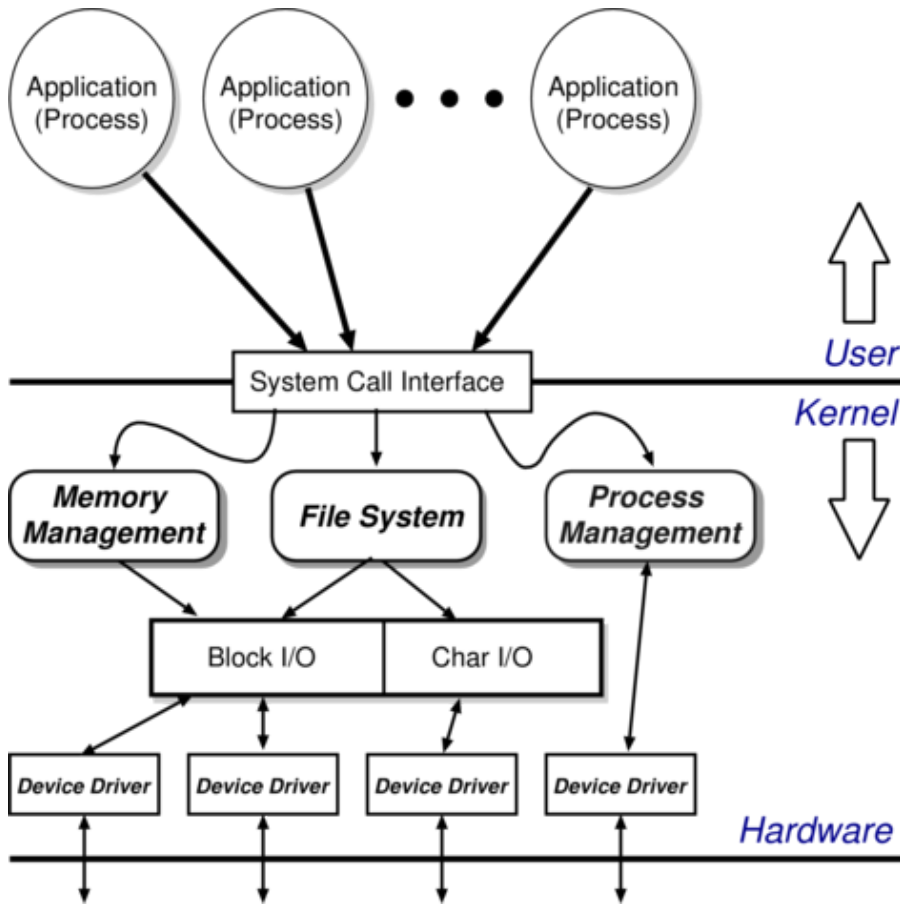 Application
(Process)
Application
(Process)
Application
(Process)
User
System Call Interface
Kernel
Memory
Management
File System
Process
Management
Block I/O
Char I/O
Device Driver
Device Driver
Device Driver
Device Driver
Hardware